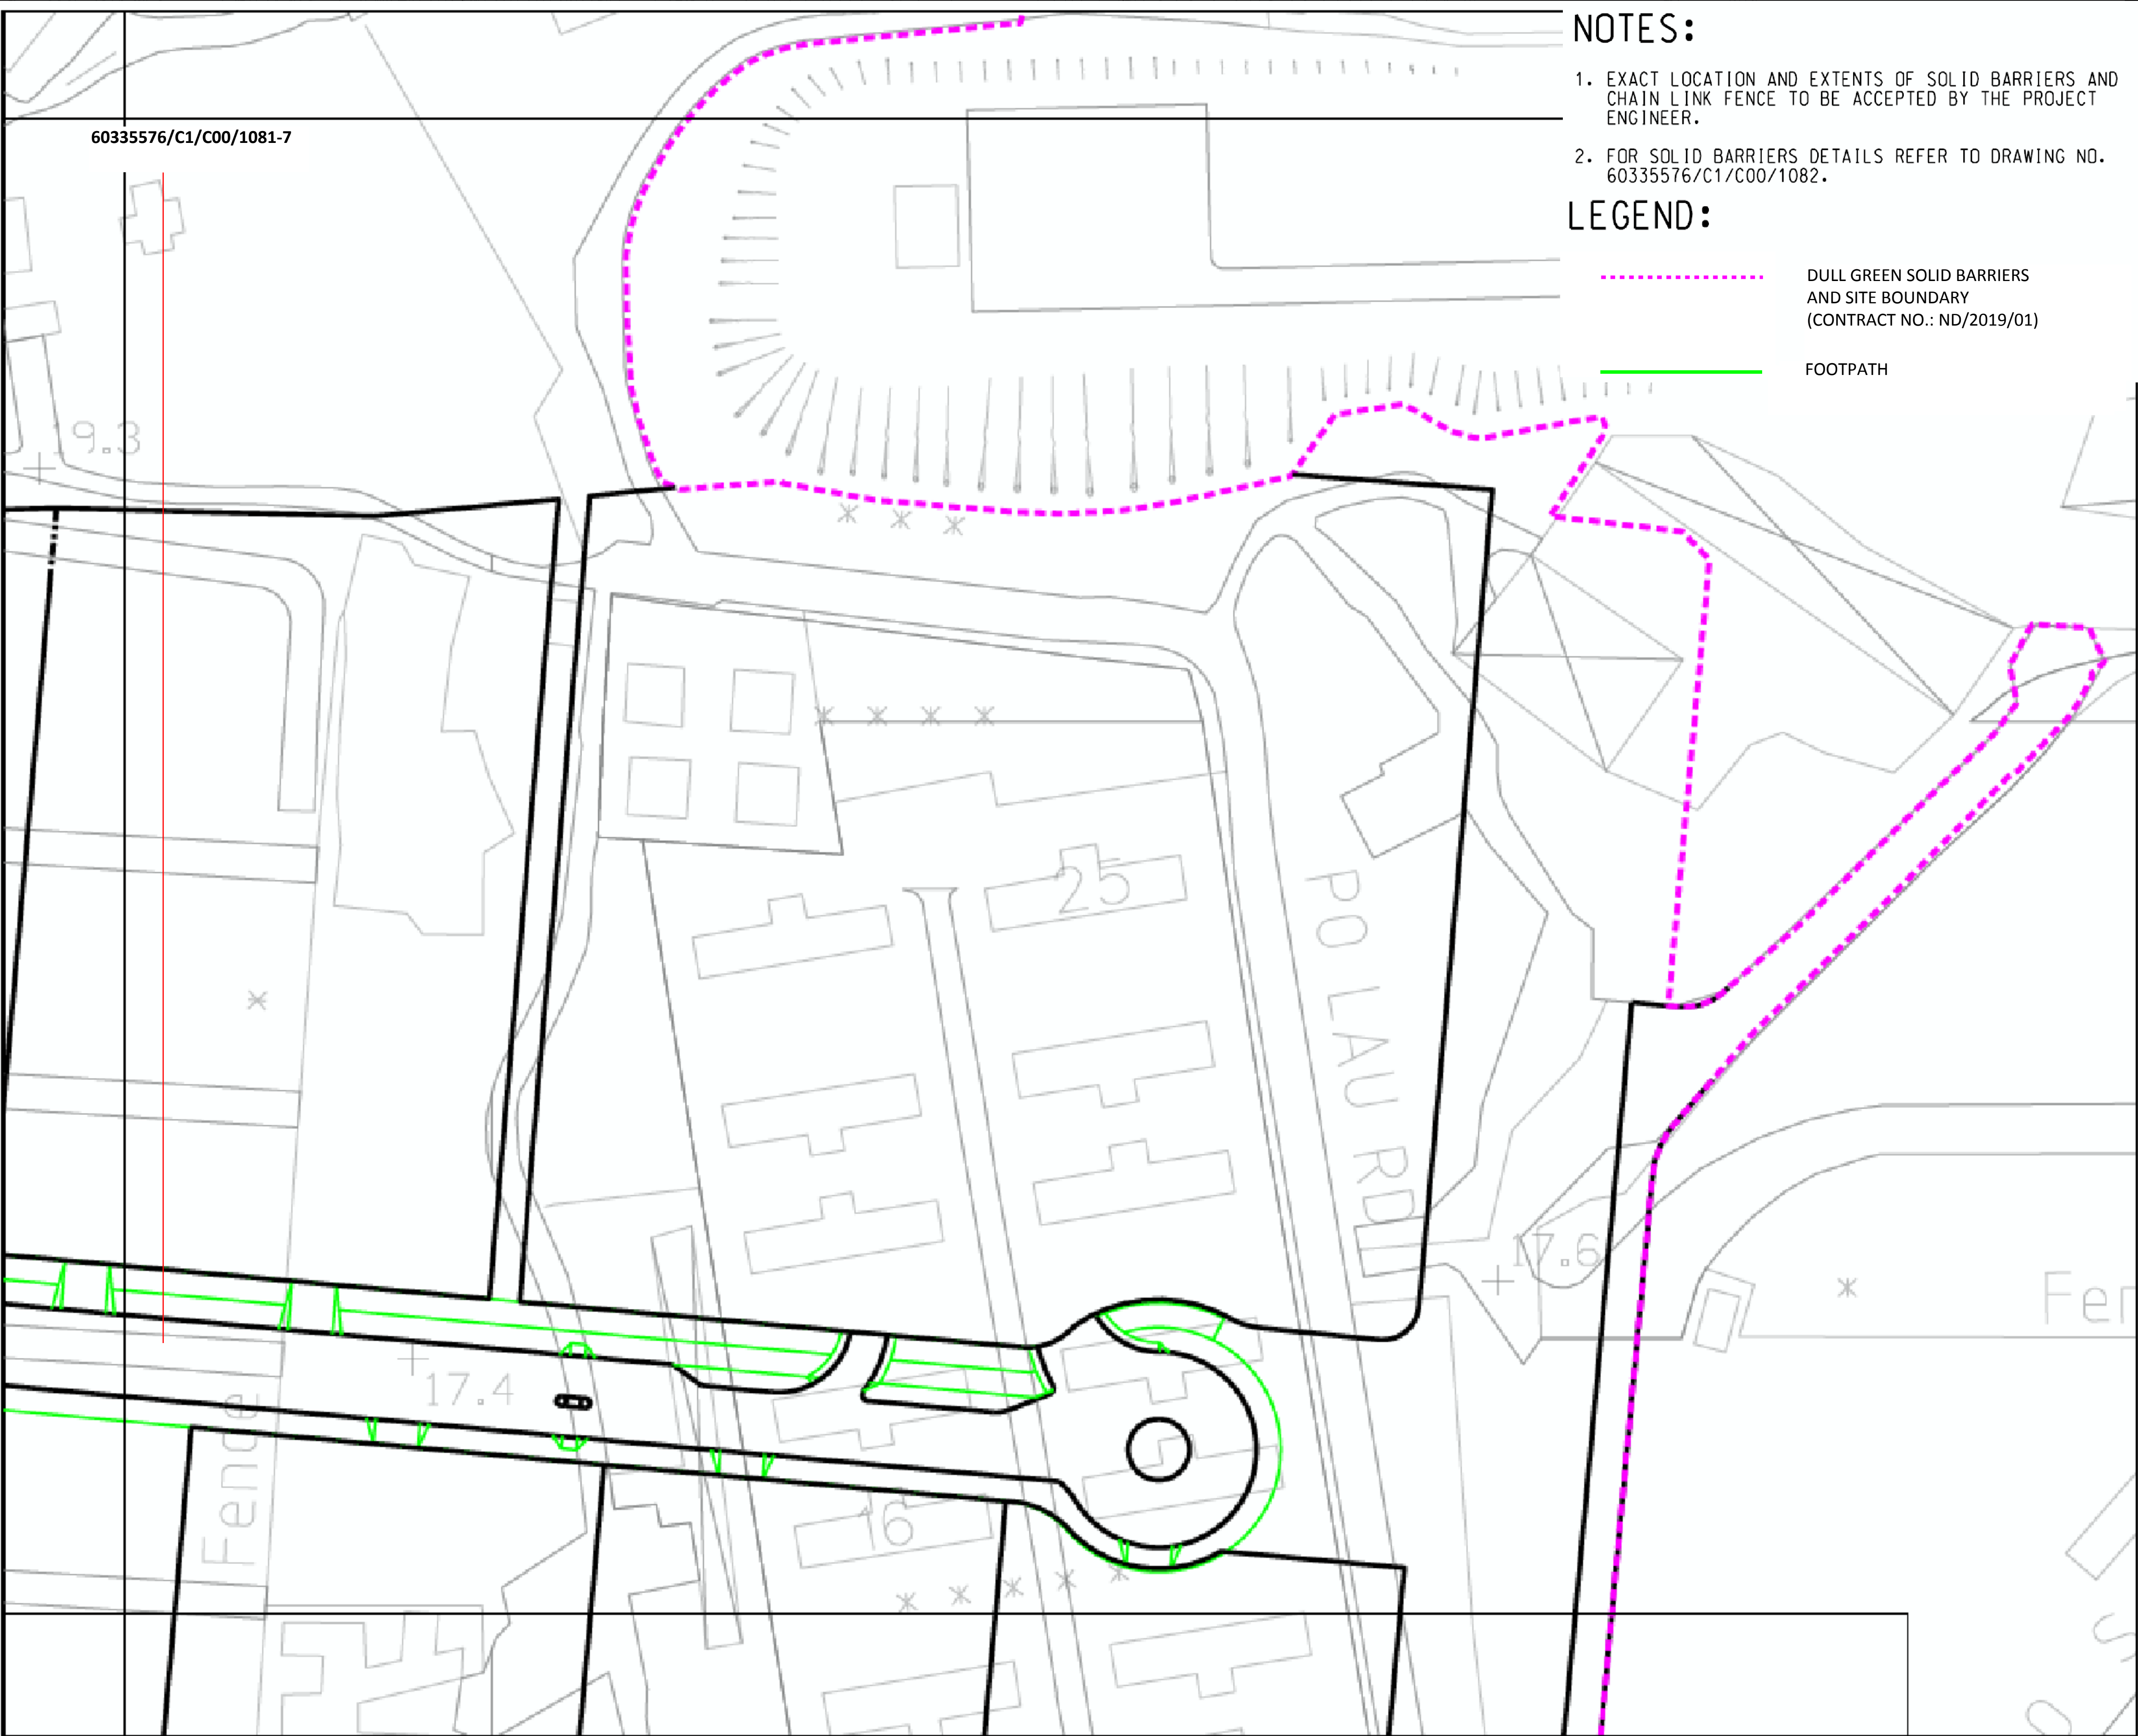 NOTES:
1. EXACT LOCATION AND EXTENTS OF SOLID BARRIERS AND
CHAIN LINK FENCE TO BE ACCEPTED BY THE PROJECT
ENGINEER.
2. FOR SOLID BARRIERS DETAILS REFER TO DRAWING NO.
60335576/C1/C00/1082.
LEGEND:
DULL GREEN SOLID BARRIERS
AND SITE BOUNDARY
(CONTRACT NO.: ND/2019/01)
FOOTPATH
60335576/C1/C00/1081-7
9.3
25
PO LAU RD
17.6
Fen
17.4
Fence
16